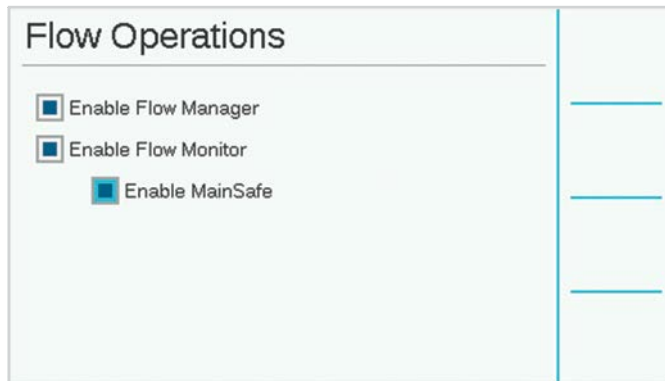 Flow Operations
Enable Flow Manager
Enable Flow Monitor
Enable MainSafe